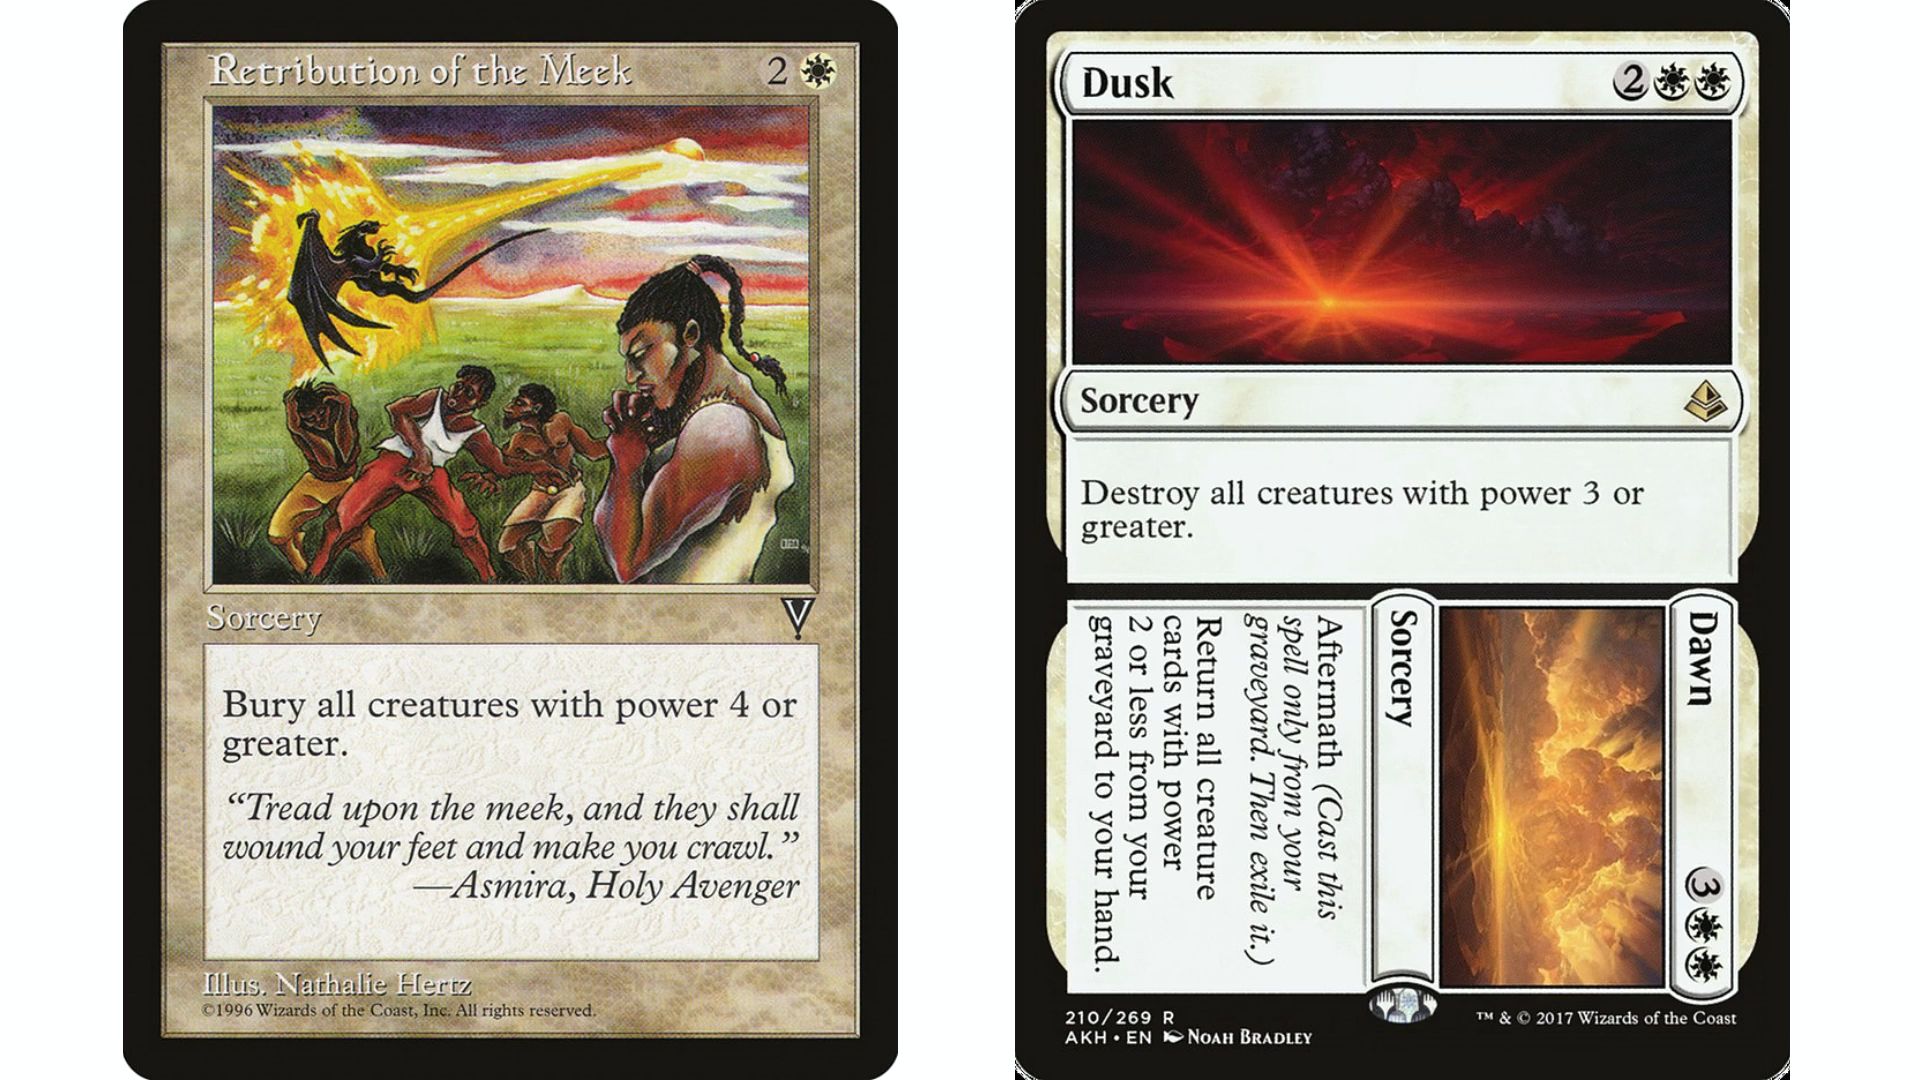 Retribution of the Meek 2
Sorcery
Bury all creatures with power 4 or
greater.
“Tread upon the meek, and they shall
wound your feet and make you crawl.”
—Asmira, Holy Avenger
Illus. Nathalie Hertz
©1996 Wizards of the Coast, Inc. All rights reserved.
Dusk 2
Sorcery
Destroy all creatures with power 3 or
greater.
Dawn 3
Sorcery
Aftermath (Cast this
spell only from your
graveyard. Then exile it.)
Return all creature
cards with power
2 or less from your
graveyard to your hand.
210/269 R
AKH • EN NOAH BRADLEY
™ & © 2017 Wizards of the Coast